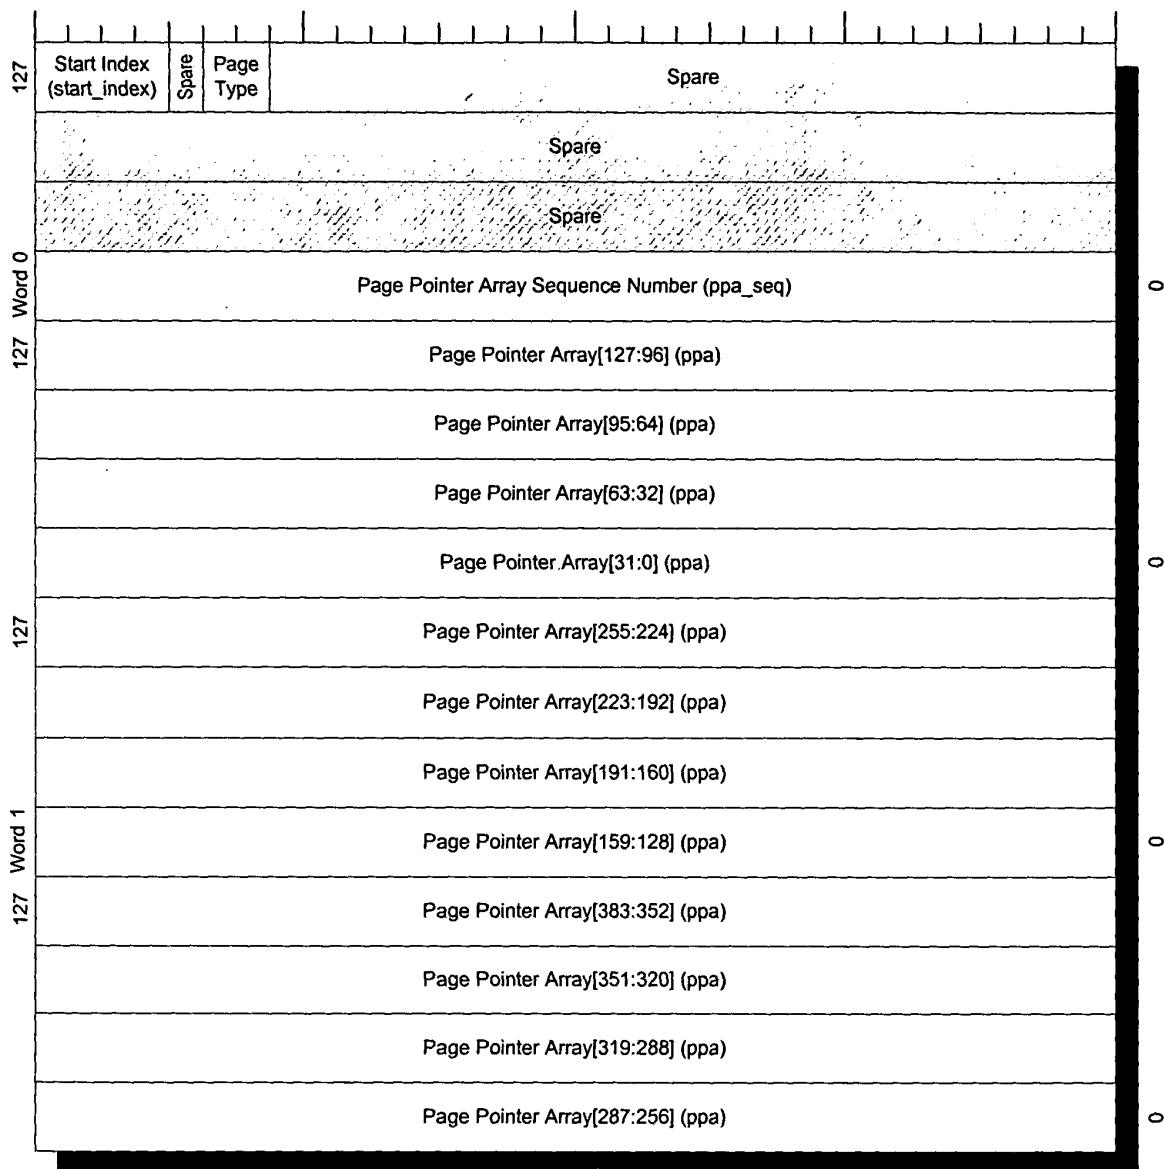 127
Start Index
(start_index)
Spare
Page
Type
Spare
Spare
Spare
Word 0
Page Pointer Array Sequence Number (ppa_seq)
0
127
Page Pointer Array[127:96] (ppa)
Page Pointer Array[95:64] (ppa)
Page Pointer Array[63:32] (ppa)
Page Pointer Array[31:0] (ppa)
0
127
Page Pointer Array[255:224] (ppa)
Page Pointer Array[223:192] (ppa)
Page Pointer Array[191:160] (ppa)
Word 1
Page Pointer Array[159:128] (ppa)
0
127
Page Pointer Array[383:352] (ppa)
Page Pointer Array[351:320] (ppa)
Page Pointer Array[319:288] (ppa)
Page Pointer Array[287:256] (ppa)
0